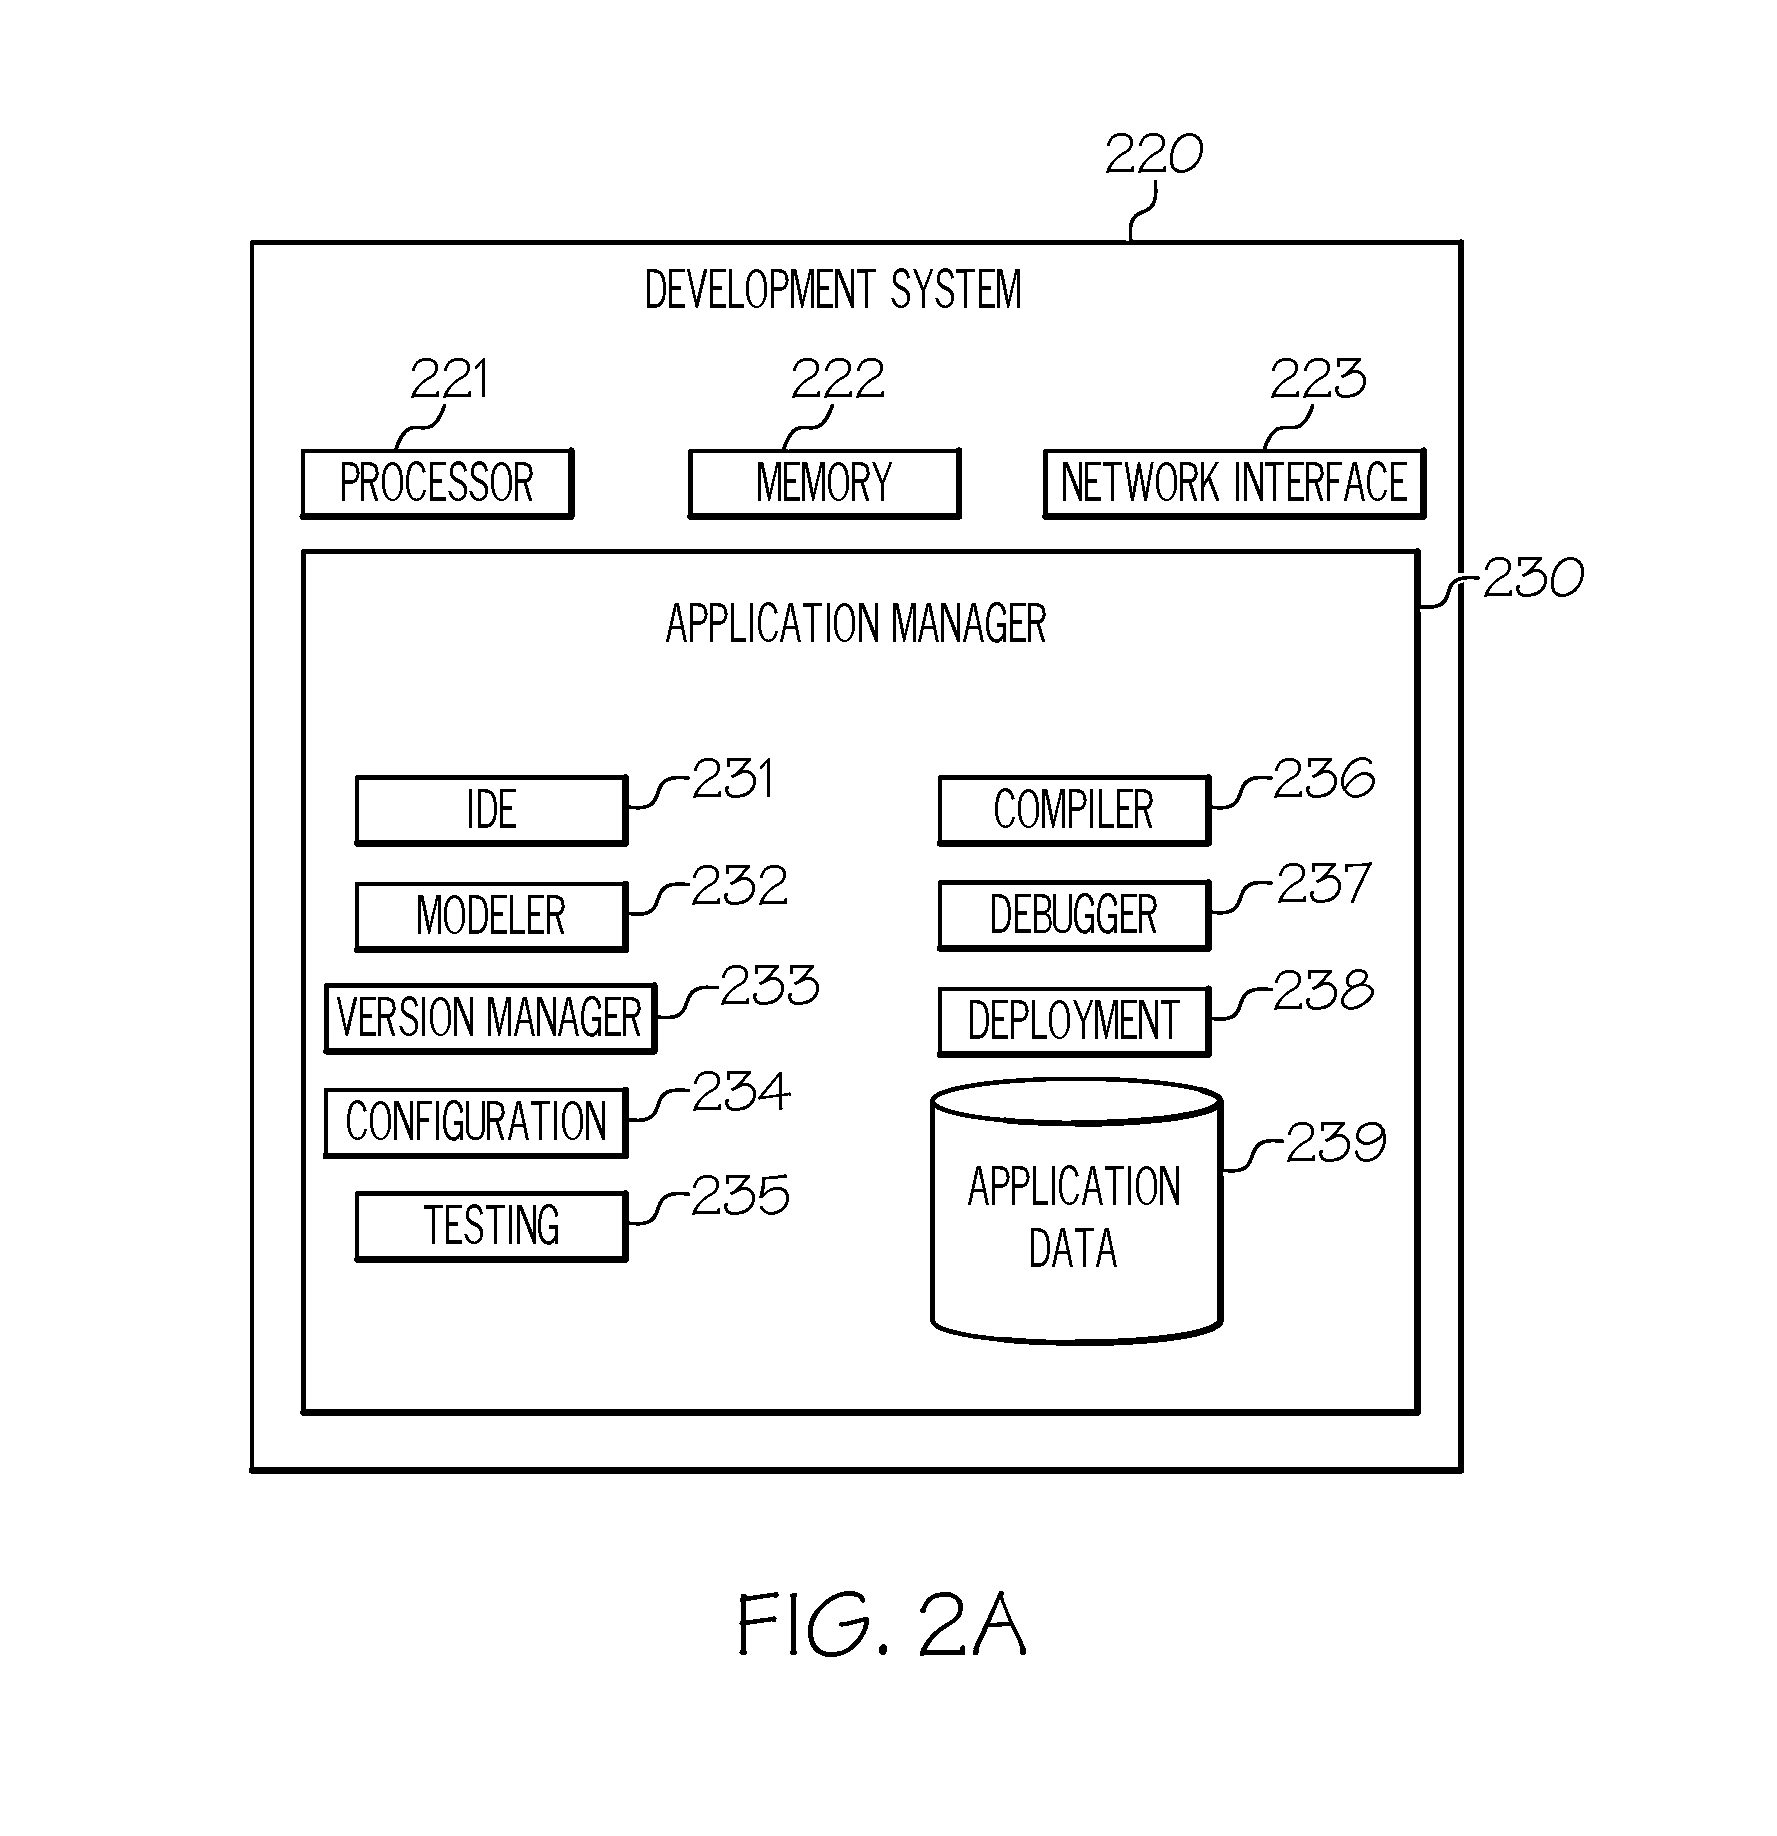 220
DEVELOPMENT SYSTEM
221
222
223
PROCESSOR
MEMORY
NETWORK INTERFACE
230
APPLICATION MANAGER
IDE
231
MODELER
232
VERSION MANAGER
233
CONFIGURATION
234
TESTING
235
COMPILER
236
DEBUGGER
237
DEPLOYMENT
238
APPLICATION
DATA
239
FIG. 2A